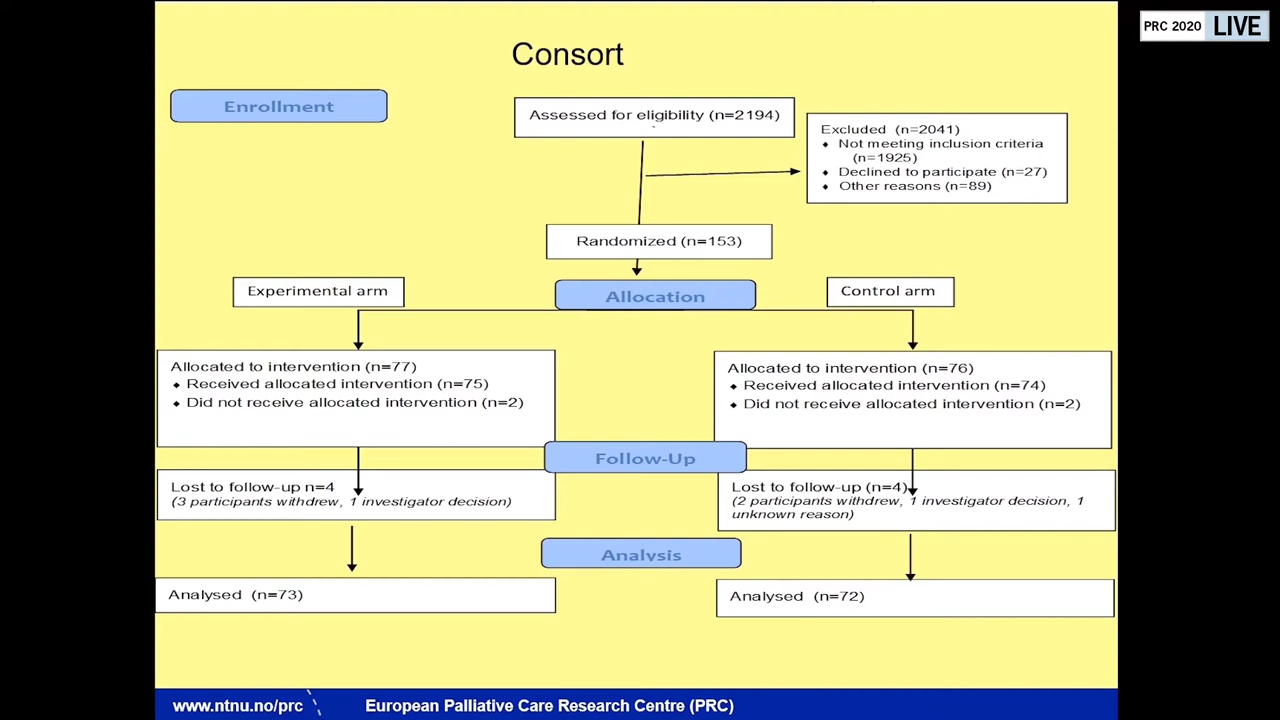 PRC 2020 LIVE
Consort
Enrollment
Assessed for eligibility (n=2194)
Excluded (n=2041)
♦ Not meeting inclusion criteria
(n=1925)
♦ Declined to participate (n=27)
♦ Other reasons (n=89)
Randomized (n=153)
Experimental arm
Allocation
Control arm
Allocated to intervention (n=77)
♦ Received allocated intervention (n=75)
♦ Did not receive allocated intervention (n=2)
Allocated to intervention (n=76)
♦ Received allocated intervention (n=74)
♦ Did not receive allocated intervention (n=2)
Follow-Up
Lost to follow-up n=4
(3 participants withdrew, 1 investigator decision)
Lost to follow-up (n=4)
(2 participants withdrew, 1 investigator decision, 1
unknown reason)
Analysis
Analysed (n=73)
Analysed (n=72)
www.ntnu.no/prc
European Palliative Care Research Centre (PRC)